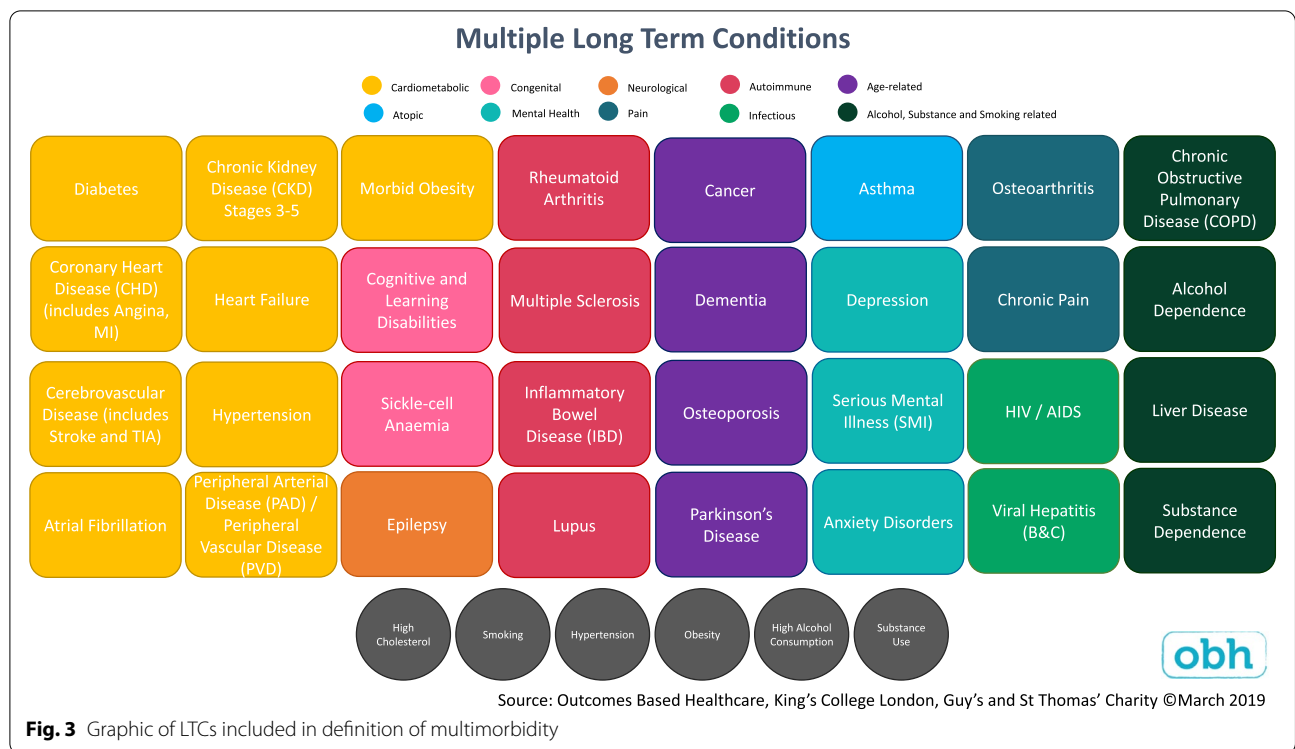 Multiple Long Term Conditions
Cardiometabolic
Congenital
Neurological
Autoimmune
Age-related
Atopic
Mental Health
Pain
Infectious
Alcohol, Substance and Smoking related
Diabetes
Chronic Kidney
Disease (CKD)
Stages 3-5
Morbid Obesity
Rheumatoid
Arthritis
Cancer
Asthma
Osteoarthritis
Chronic
Obstructive
Pulmonary
Disease (COPD)
Coronary Heart
Disease (CHD)
(includes Angina,
MI)
Heart Failure
Cognitive and
Learning
Disabilities
Multiple Sclerosis
Dementia
Depression
Chronic Pain
Alcohol
Dependence
Cerebrovascular
Disease (includes
Stroke and TIA)
Hypertension
Sickle-cell
Anaemia
Inflammatory
Bowel
Disease (IBD)
Osteoporosis
Serious Mental
Illness (SMI)
HIV / AIDS
Liver Disease
Atrial Fibrillation
Peripheral Arterial
Disease (PAD) /
Peripheral
Vascular Disease
(PVD)
Epilepsy
Lupus
Parkinson’s
Disease
Anxiety Disorders
Viral Hepatitis
(B&C)
Substance
Dependence
High
Cholesterol
Smoking
Hypertension
Obesity
High Alcohol
Consumption
Substance
Use
obh
Source: Outcomes Based Healthcare, King’s College London, Guy’s and St Thomas’ Charity ©March 2019
Fig. 3 Graphic of LTCs included in definition of multimorbidity